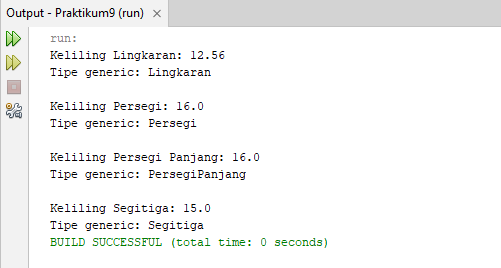 Output - Praktikum9 (run) ×
run:
Keliling Lingkaran: 12.56
Tipe generic: Lingkaran
Keliling Persegi: 16.0
Tipe generic: Persegi
Keliling Persegi Panjang: 16.0
Tipe generic: PersegiPanjang
Keliling Segitiga: 15.0
Tipe generic: Segitiga
BUILD SUCCESSFUL (total time: 0 seconds)